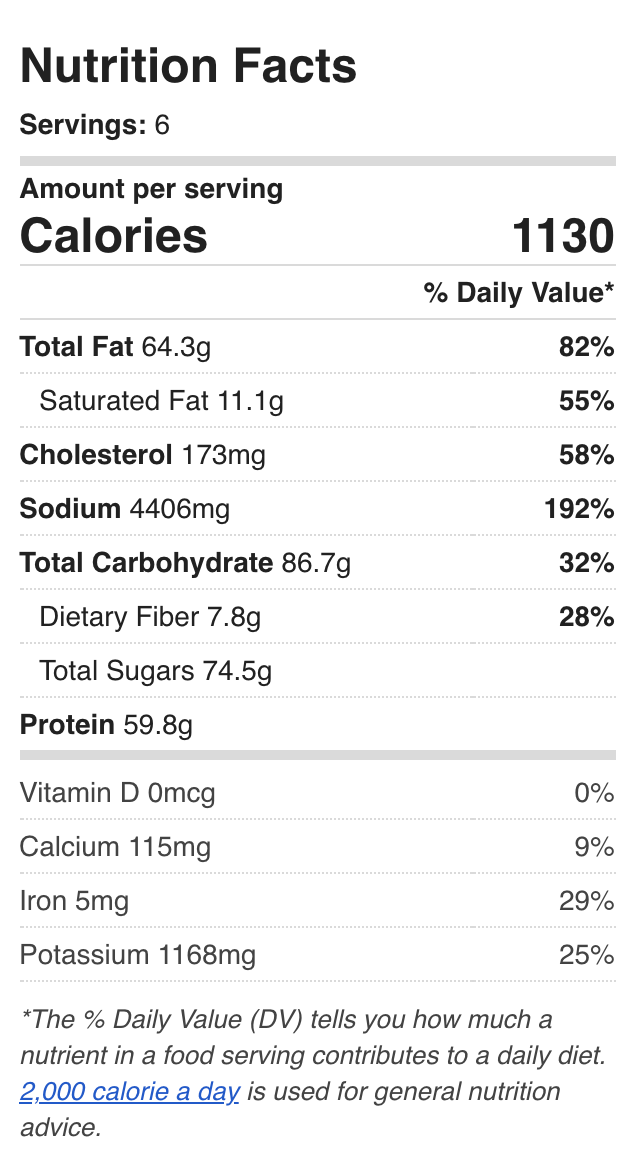 Nutrition Facts
Servings: 6
Amount per serving
Calories 1130
% Daily Value*
Total Fat 64.3g 82%
Saturated Fat 11.1g 55%
Cholesterol 173mg 58%
Sodium 4406mg 192%
Total Carbohydrate 86.7g 32%
Dietary Fiber 7.8g 28%
Total Sugars 74.5g
Protein 59.8g
Vitamin D 0mcg 0%
Calcium 115mg 9%
Iron 5mg 29%
Potassium 1168mg 25%
*The % Daily Value (DV) tells you how much a
nutrient in a food serving contributes to a daily diet.
2,000 calorie a day is used for general nutrition
advice.